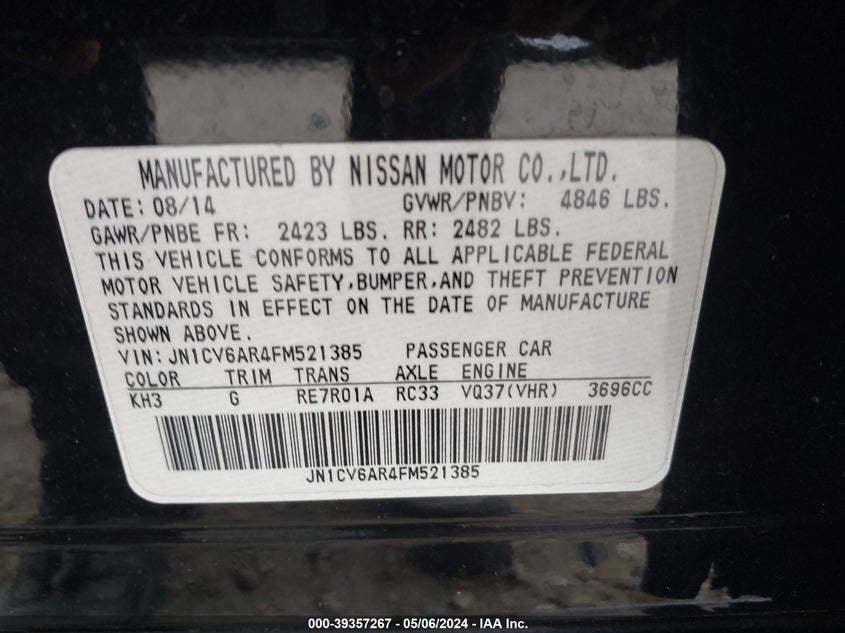 MANUFACTURED BY NISSAN MOTOR CO.,LTD.
DATE: 08/14 GVWR/PNBV: 4846 LBS.
GAWR/PNBE FR: 2423 LBS. RR: 2482 LBS.
THIS VEHICLE CONFORMS TO ALL APPLICABLE FEDERAL
MOTOR VEHICLE SAFETY,BUMPER,AND THEFT PREVENTION
STANDARDS IN EFFECT ON THE DATE OF MANUFACTURE
SHOWN ABOVE.
VIN:JN1CV6AR4FM521385 PASSENGER CAR
COLOR TRIM TRANS AXLE ENGINE
KH3 G RE7R01A RC33 VQ37(VHR) 3696CC
JN1CV6AR4FM521385
000-39357267 - 05/06/2024 - IAA Inc.